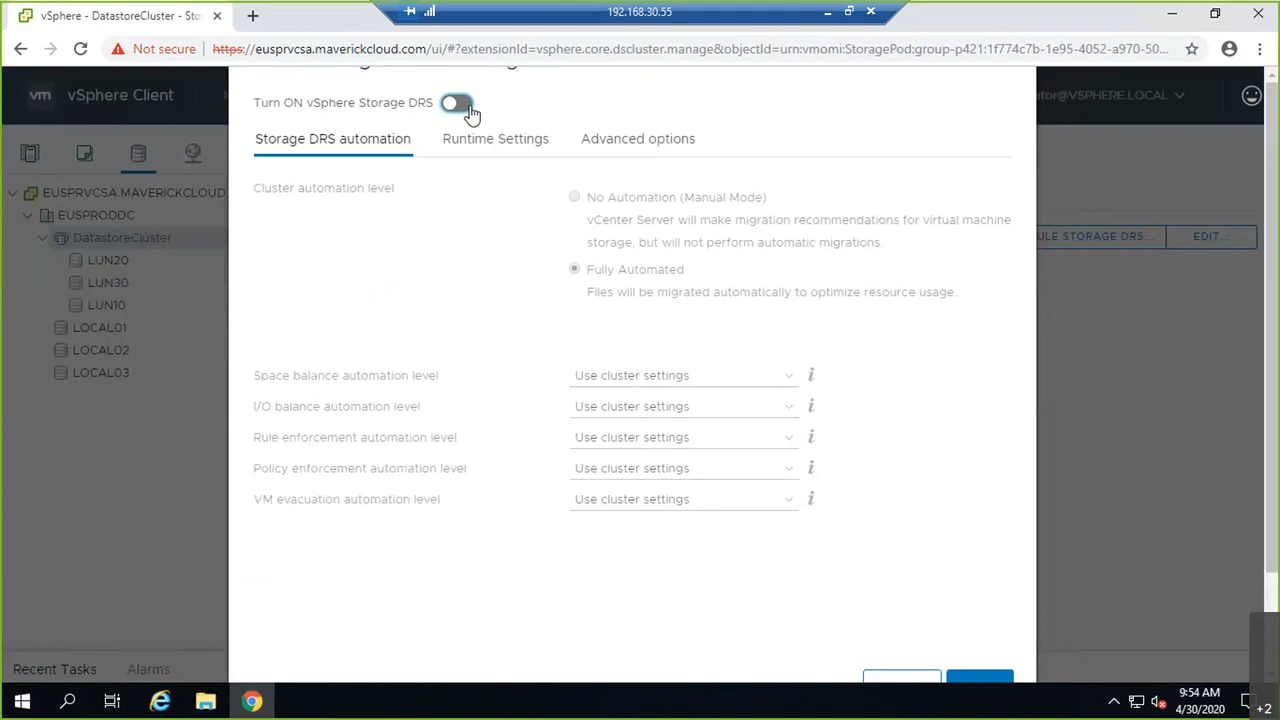 vSphere - DatastoreCluster - Sto
192.168.30.55
Not secure
https://eusprvcsa.maverickcloud.com/ui/#?extensionId=vsphere.core.dscluster.manage&objectId=urn:vmomi:StoragePod:group-p421:1f774c7b-1e95-4052-a970-50...
vm vSphere Client
ator@VSPHERE.LOCAL
Turn ON vSphere Storage DRS
Storage DRS automation Runtime Settings Advanced options
Cluster automation level
No Automation (Manual Mode)
vCenter Server will make migration recommendations for virtual machine
storage, but will not perform automatic migrations.
Fully Automated
Files will be migrated automatically to optimize resource usage.
Space balance automation level Use cluster settings
I/O balance automation level Use cluster settings
Rule enforcement automation level Use cluster settings
Policy enforcement automation level Use cluster settings
VM evacuation automation level Use cluster settings
EUSPRVCSA.MAVERICKCLOUD.
EUSPRODDC
DatastoreCluster
LUN20
LUN30
LUN10
LOCAL01
LOCAL02
LOCAL03
ULE STORAGE DRS... EDIT...
Recent Tasks Alarms
9:54 AM
4/30/2020
+2